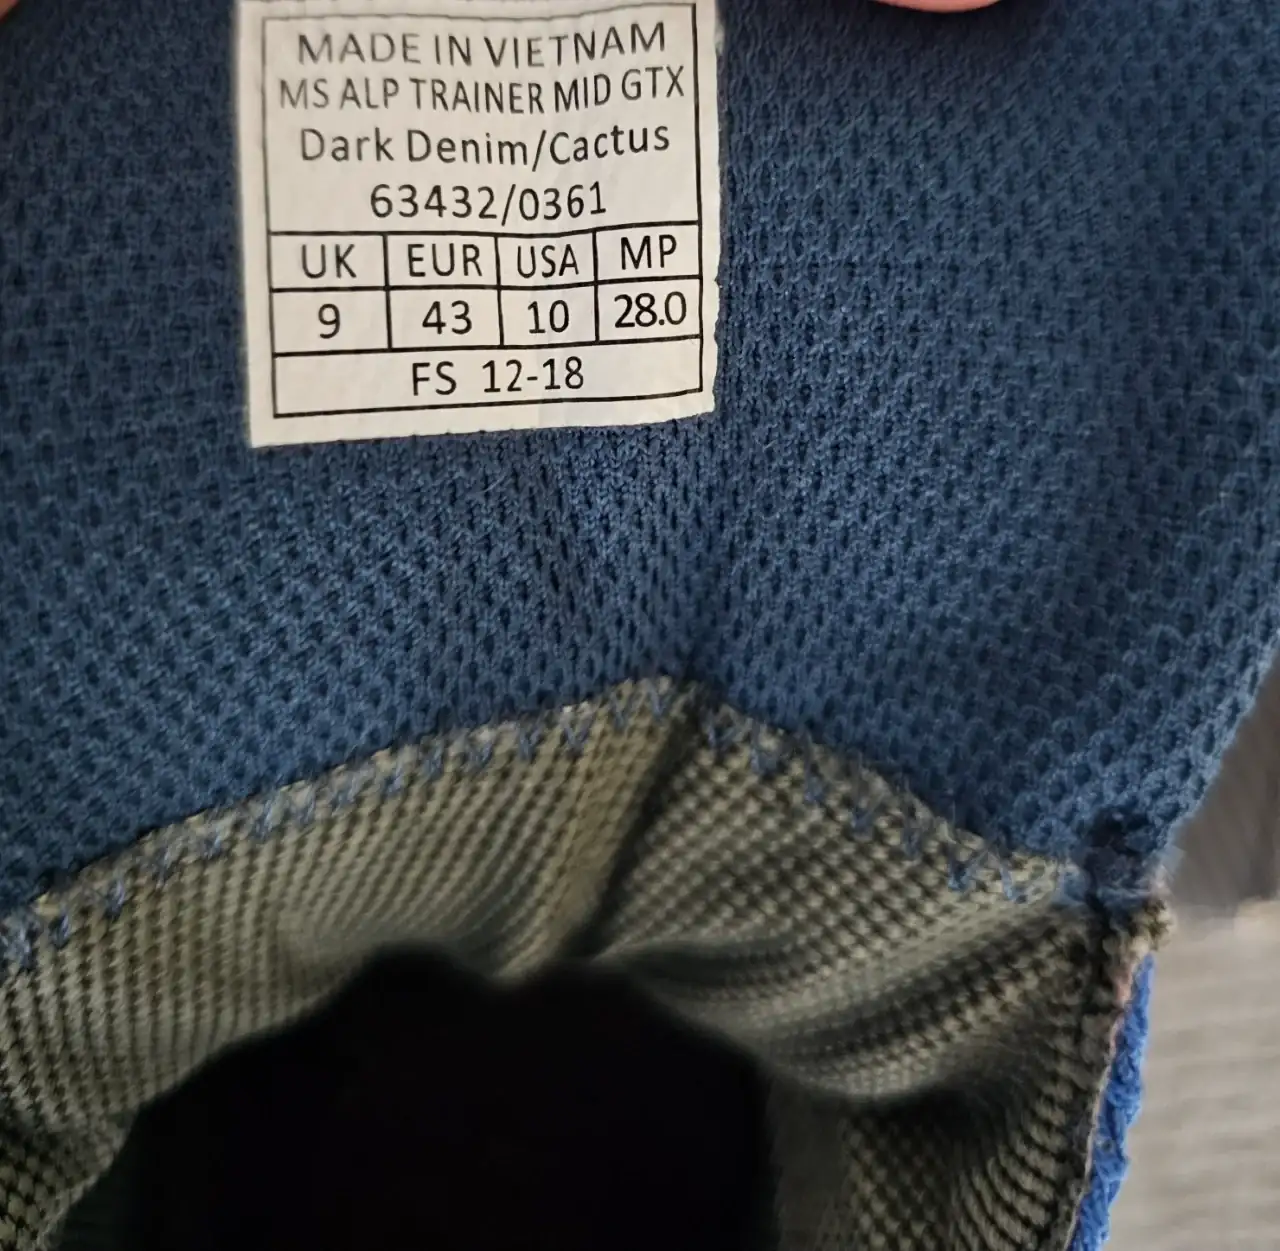 MADE IN VIETNAM
MS ALP TRAINER MID GTX
Dark Denim/Cactus
63432/0361
UK EUR USA MP
9 43 10 28.0
FS 12-18